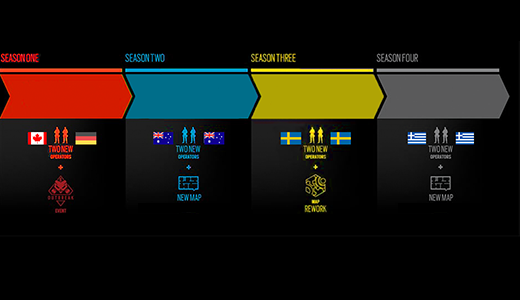 SEASON ONE
SEASON TWO
SEASON THREE
SEASON FOUR
TWO NEW
OPERATORS
+
OUTBREAK
EVENT
TWO NEW
OPERATORS
+
NEW MAP
TWO NEW
OPERATORS
+
MAP
REWORK
TWO NEW
OPERATORS
+
NEW MAP